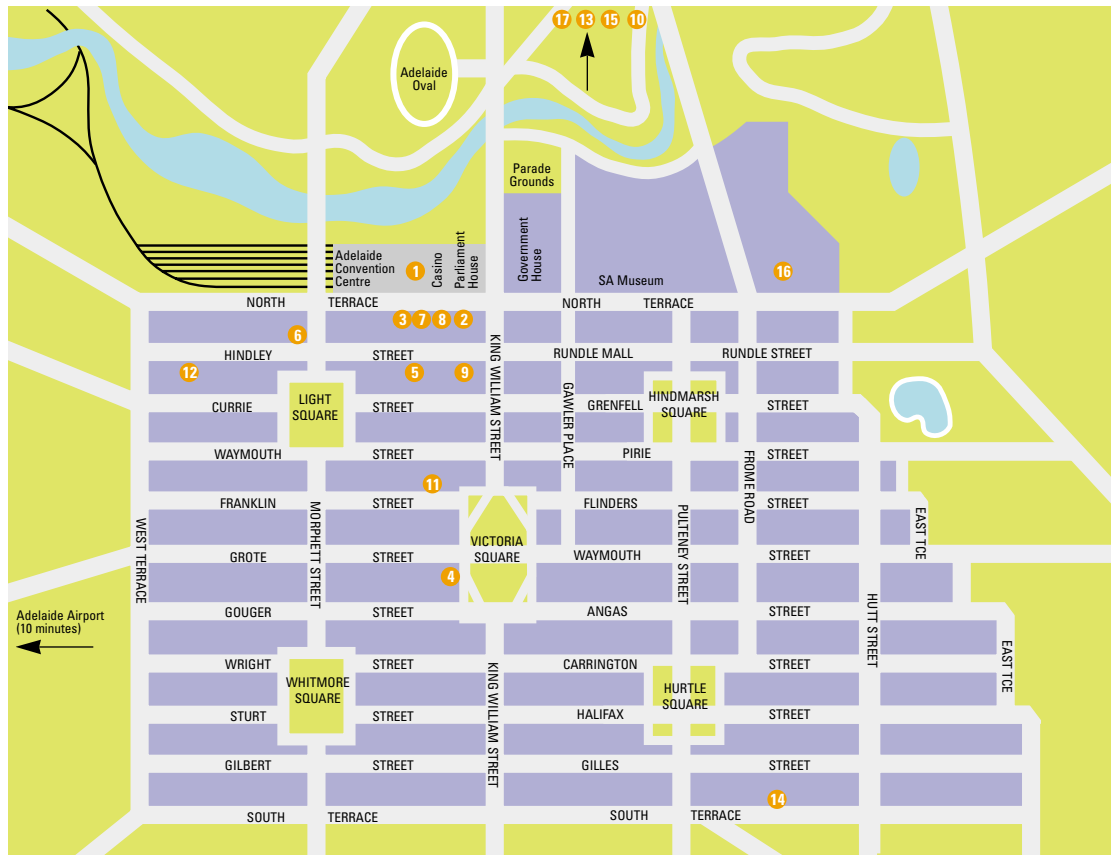 17 13 15 10
Adelaide
Oval
Parade
Grounds
Government
House
Adelaide
Convention
Centre
1
Casino
Parliament
House
SA Museum
16
NORTH TERRACE
NORTH TERRACE
3 7 8 2
6
HINDLEY STREET
RUNDLE MALL
RUNDLE STREET
12
5
9
KING WILLIAM STREET
GAWLER PLACE
LIGHT
SQUARE
HINDMARSH
SQUARE
CURRIE STREET
GRENFELL STREET
WAYMOUTH STREET
PIRIE STREET
11
FRANKLIN STREET
FLINDERS STREET
FROME ROAD
WEST TERRACE
MORPHETT STREET
PULTENEY STREET
EAST TCE
VICTORIA
SQUARE
GROTE STREET
WAYMOUTH STREET
4
GOUGER STREET
ANGAS STREET
HUTT STREET
Adelaide Airport
(10 minutes)
WRIGHT STREET
CARRINGTON STREET
EAST TCE
WHITMORE
SQUARE
KING WILLIAM STREET
HURTLE
SQUARE
STURT STREET
HALIFAX STREET
GILBERT STREET
GILLES STREET
14
SOUTH TERRACE
SOUTH TERRACE